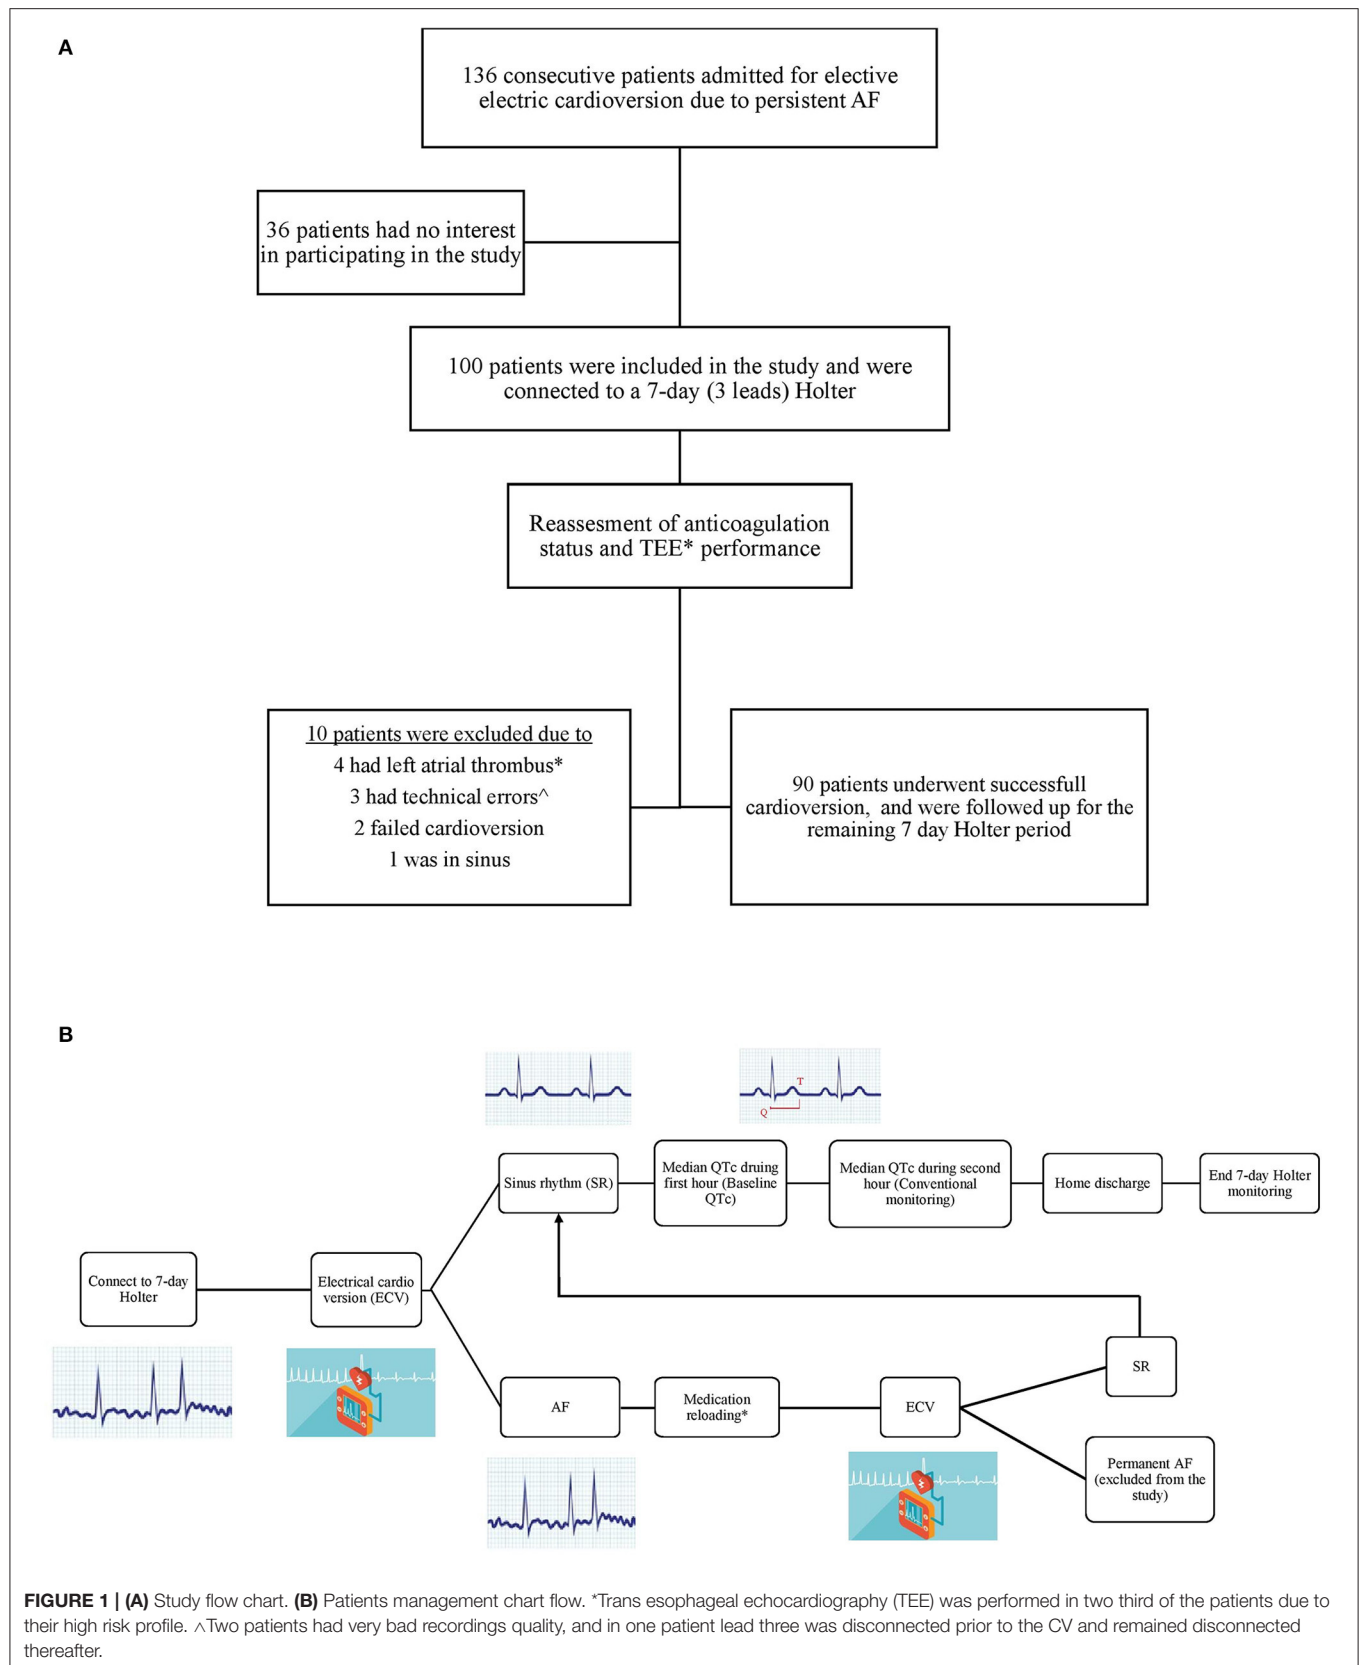 A
136 consecutive patients admitted for elective
electric cardioversion due to persistent AF
36 patients had no interest
in participating in the study
100 patients were included in the study and were
connected to a 7-day (3 leads) Holter
Reassesment of anticoagulation
status and TEE* performance
10 patients were excluded due to
4 had left atrial thrombus*
3 had technical errors^
2 failed cardioversion
1 was in sinus
90 patients underwent successfull
cardioversion, and were followed up for the
remaining 7 day Holter period
B
T
Q
Sinus rhythm (SR)
Median QTc druing
first hour (Baseline
QTc)
Median QTc during second
hour (Conventional
monitoring)
Home discharge
End 7-day Holter
monitoring
Connect to 7-day
Holter
Electrical cardio
version (ECV)
AF
Medication
reloading*
ECV
SR
Permanent AF
(excluded from the
study)
FIGURE 1 | (A) Study flow chart. (B) Patients management chart flow. *Trans esophageal echocardiography (TEE) was performed in two third of the patients due to
their high risk profile. ∧Two patients had very bad recordings quality, and in one patient lead three was disconnected prior to the CV and remained disconnected
thereafter.